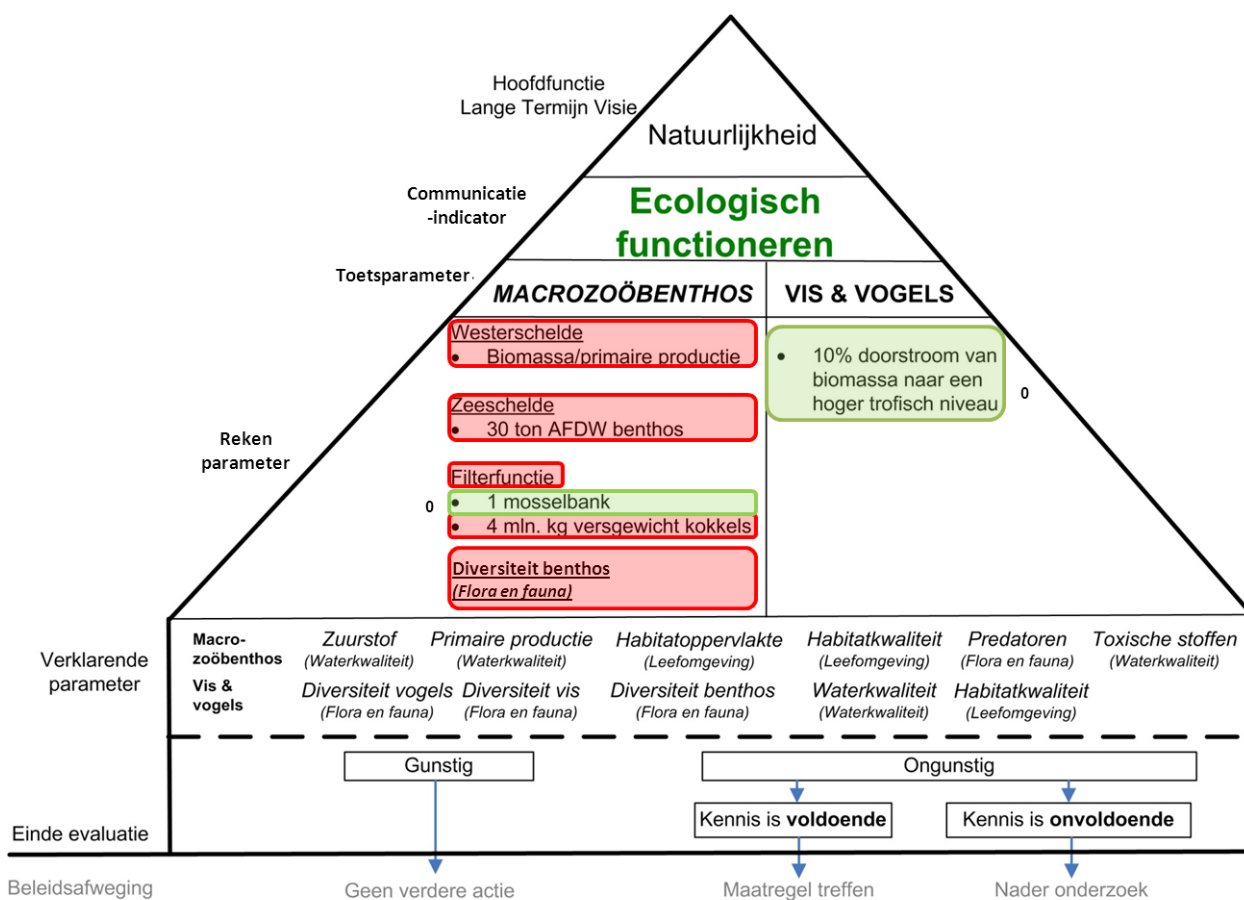 Hoofdfunctie
Lange Termijn Visie
Natuurlijkheid
Communicatie
-indicator
Ecologisch
functioneren
Toetsparameter
MACROZOÖBENTHOS
VIS & VOGELS
Westerschelde
• Biomassa/primaire productie
• 10% doorstroom van
biomassa naar een
hoger trofisch niveau
0
Zeeschelde
• 30 ton AFDW benthos
Reken
parameter
Filterfunctie
0
• 1 mosselbank
• 4 mln. kg versgewicht kokkels
Diversiteit benthos
(Flora en fauna)
Verklarende
parameter
Macro-
zoöbenthos
Zuurstof
(Waterkwaliteit)
Primaire productie
(Waterkwaliteit)
Habitatoppervlakte
(Leefomgeving)
Habitatkwaliteit
(Leefomgeving)
Predatoren
(Flora en fauna)
Toxische stoffen
(Waterkwaliteit)
Vis &
vogels
Diversiteit vogels
(Flora en fauna)
Diversiteit vis
(Flora en fauna)
Diversiteit benthos
(Flora en fauna)
Waterkwaliteit
(Waterkwaliteit)
Habitatkwaliteit
(Leefomgeving)
Gunstig
Ongunstig
Kennis is voldoende
Kennis is onvoldoende
Einde evaluatie
Beleidsafweging
Geen verdere actie
Maatregel treffen
Nader onderzoek